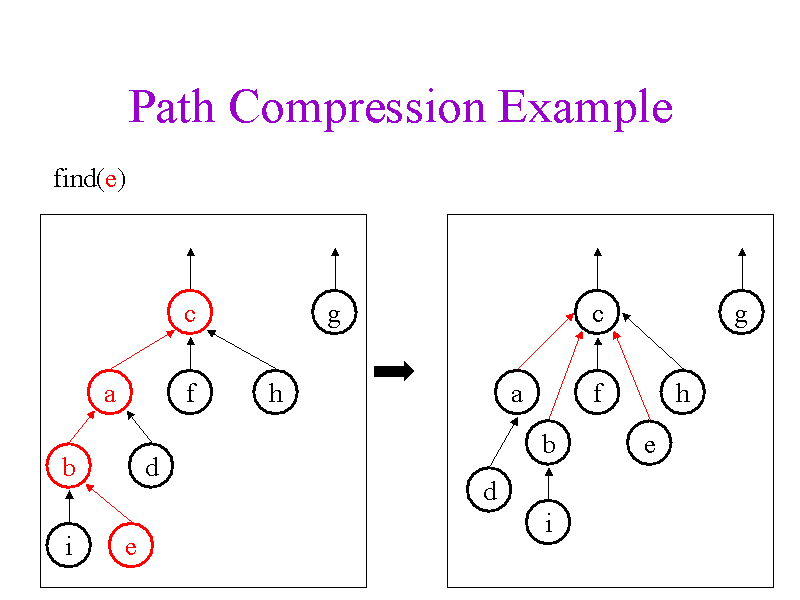 Path Compression Example
find(e)
c g
a f h
b d
i e
c g
a f h
b e
d
i